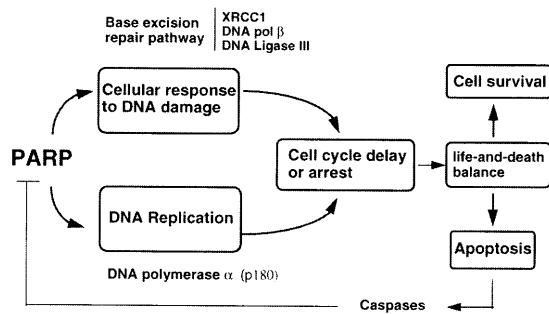 Base excision
repair pathway
XRCC1
DNA pol β
DNA Ligase III
Cellular response
to DNA damage
Cell survival
PARP
Cell cycle delay
or arrest
life-and-death
balance
DNA Replication
Apoptosis
DNA polymerase α (p180)
Caspases